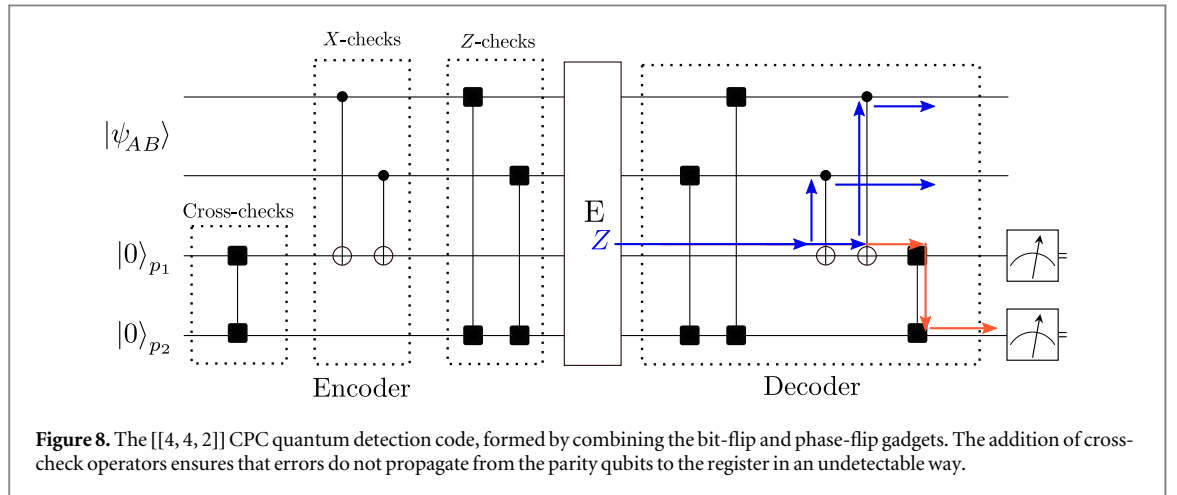 X-checks
Z-checks
|ψ_AB⟩
E
Cross-checks
Z
|0⟩_p₁
|0⟩_p₂
Encoder
Decoder
Figure 8. The [[4, 4, 2]] CPC quantum detection code, formed by combining the bit-flip and phase-flip gadgets. The addition of cross-
check operators ensures that errors do not propagate from the parity qubits to the register in an undetectable way.